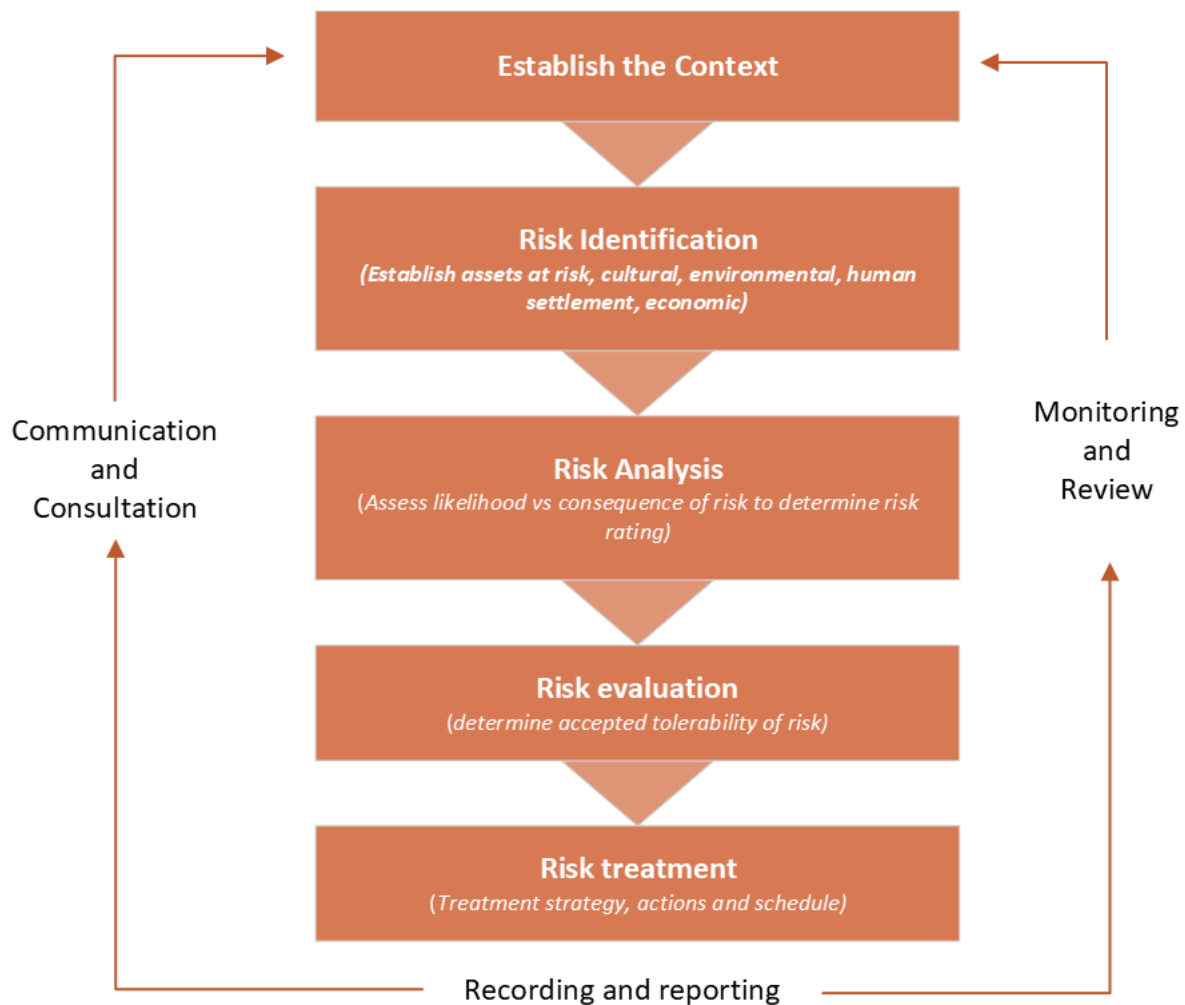 Establish the Context
Risk Identification
(Establish assets at risk, cultural, environmental, human
settlement, economic)
Risk Analysis
(Assess likelihood vs consequence of risk to determine risk
rating)
Risk evaluation
(determine accepted tolerability of risk)
Risk treatment
(Treatment strategy, actions and schedule)
Communication
and
Consultation
Monitoring
and
Review
Recording and reporting